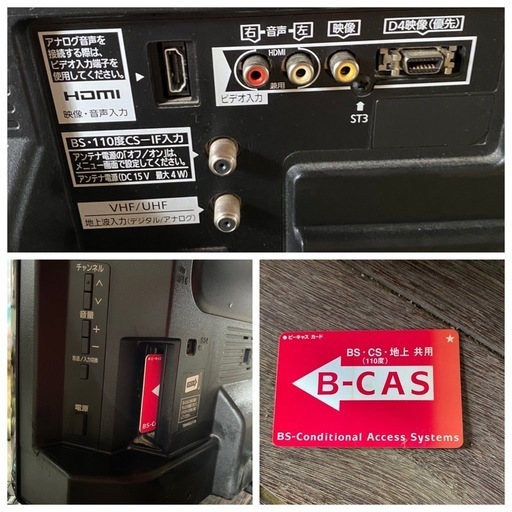 アナログ音声を
接続する際は、
ビデオ入力端子を
使用してください。
HDMI
映像・音声入力
右 音声 左
映像
D4映像(優先)
HDMI
兼用
ビデオ入力
ST3
BS・110度CS-IF入力
アンテナ電源の「オフ/オン」は、
メニュー画面で設定してください。
アンテナ電源(DC15V 最大4W)
VHF/UHF
地上波入力(デジタル/アナログ)
チャンネル
∧
∨
音量
+
−
電源
B-CAS
ビーキャス カード
BS・CS・地上 共用
(110度)
B-CAS
BS-Conditional Access Systems